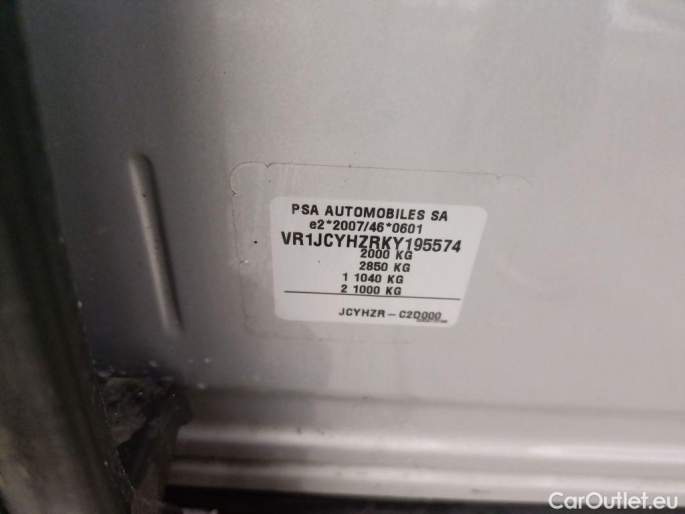 PSA AUTOMOBILES SA
e2*2007/46*0601
VR1JCYHZRKY195574
2000 KG
2850 KG
1 1040 KG
2 1000 KG
JCYHZR - C2D000
CarOutlet.eu